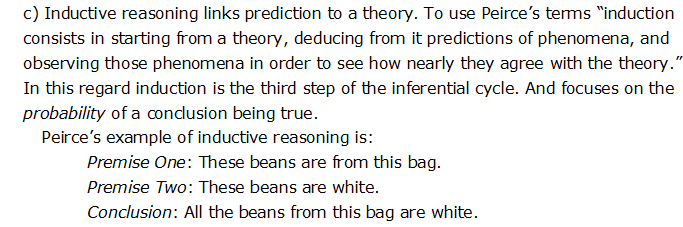 c) Inductive reasoning links prediction to a theory. To use Peirce’s terms “induction
consists in starting from a theory, deducing from it predictions of phenomena, and
observing those phenomena in order to see how nearly they agree with the theory.”
In this regard induction is the third step of the inferential cycle. And focuses on the
probability of a conclusion being true.
Peirce’s example of inductive reasoning is:
Premise One: These beans are from this bag.
Premise Two: These beans are white.
Conclusion: All the beans from this bag are white.